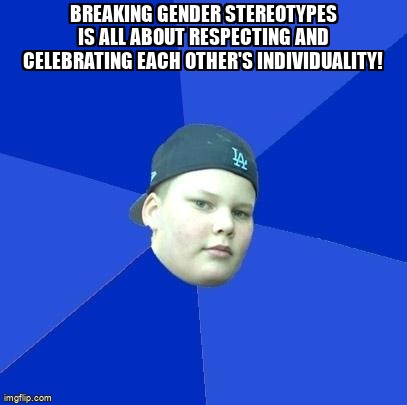 BREAKING GENDER STEREOTYPES
IS ALL ABOUT RESPECTING AND
CELEBRATING EACH OTHER'S INDIVIDUALITY!
LA
imgflip.com